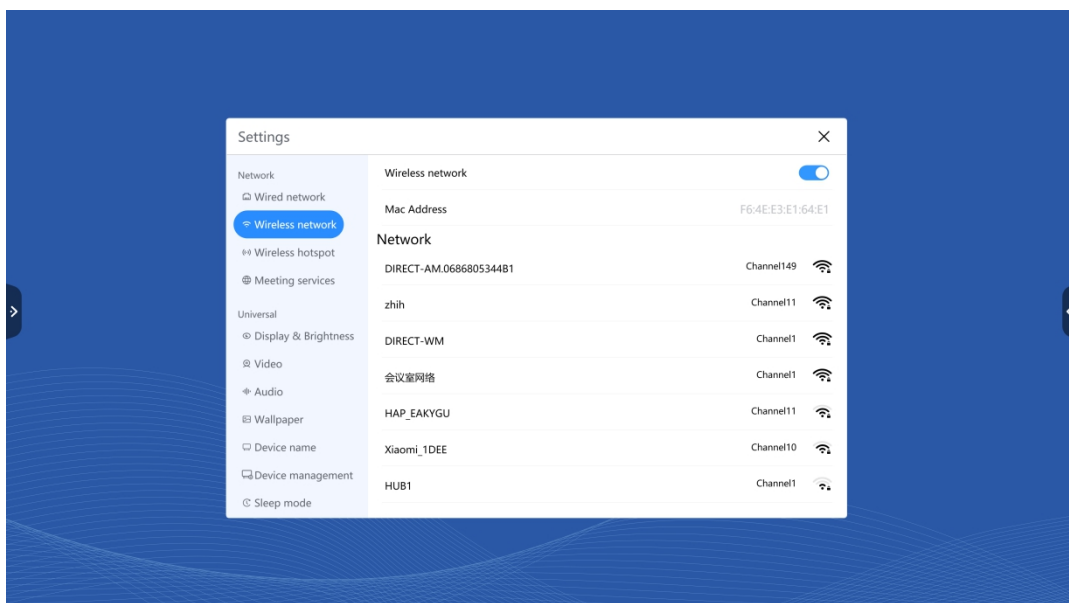 Settings
Network
Wired network
Wireless network
Wireless hotspot
Meeting services
Universal
Display & Brightness
Video
Audio
Wallpaper
Device name
Device management
Sleep mode
Wireless network
Mac Address F6:4E:E3:E1:64:E1
Network
DIRECT-AM.0686805344B1 Channel149
zhih Channel11
DIRECT-WM Channel1
会议室网络 Channel1
HAP_EAKYGU Channel11
Xiaomi_1DEE Channel10
HUB1 Channel1